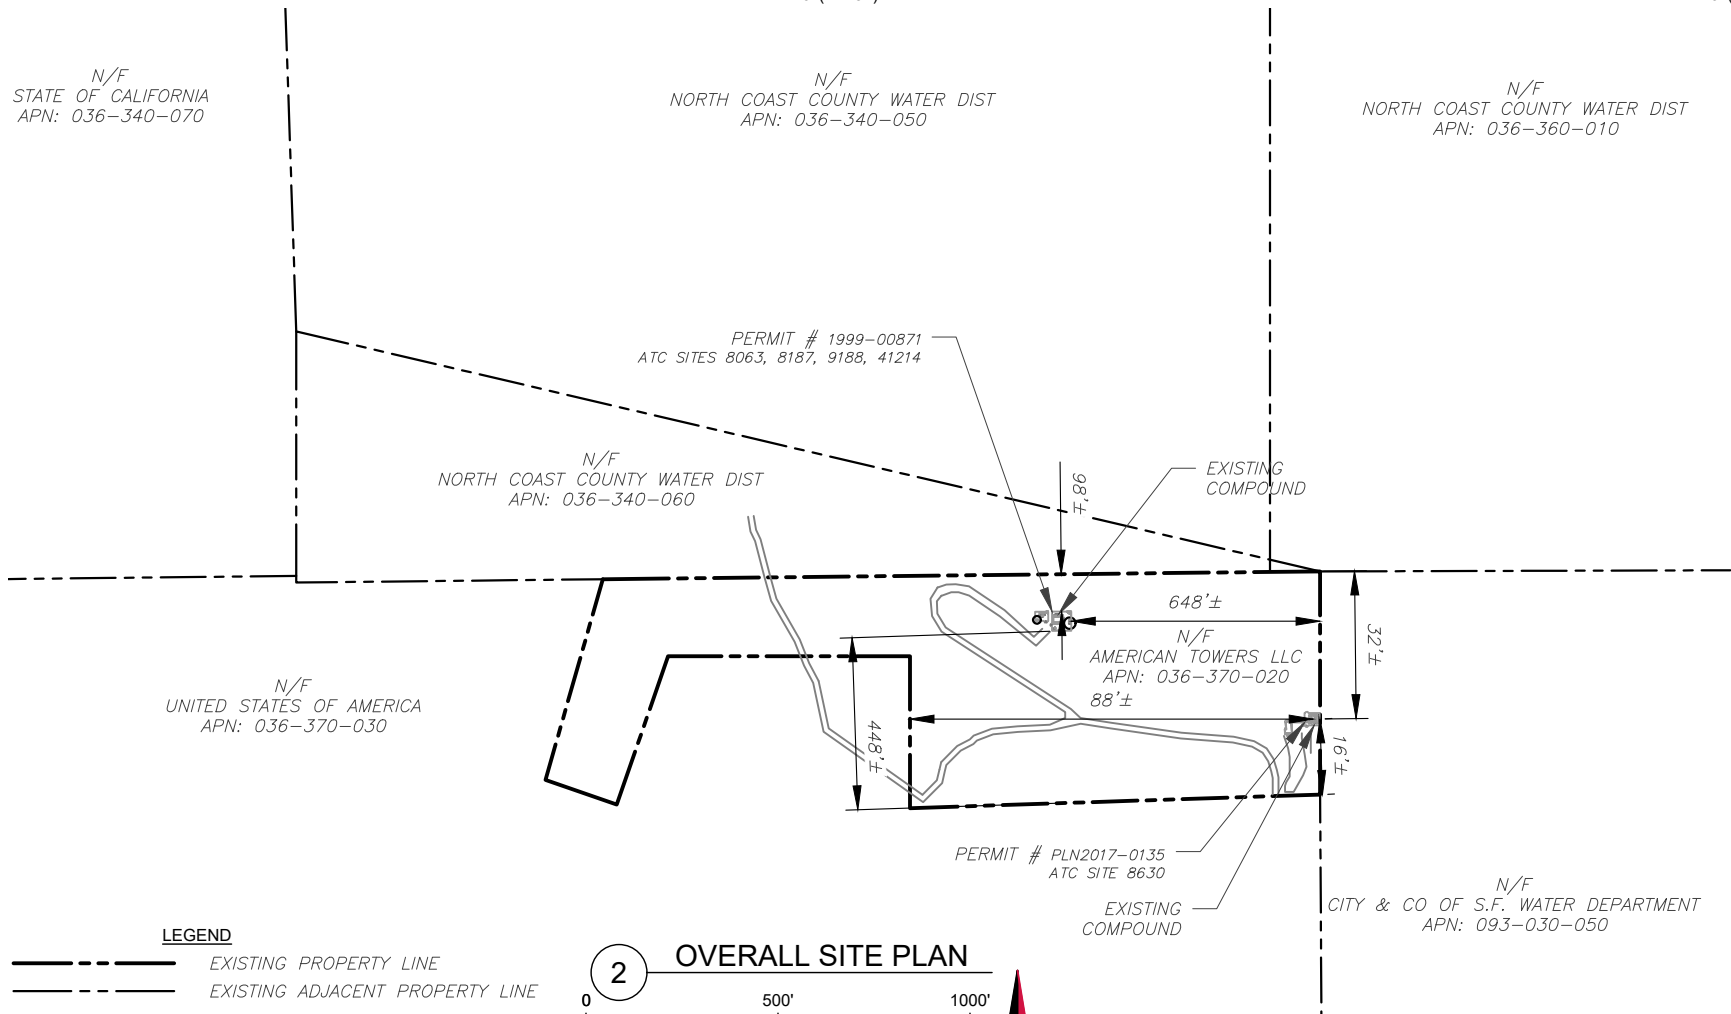 N/F
STATE OF CALIFORNIA
APN: 036-340-070
N/F
NORTH COAST COUNTY WATER DIST
APN: 036-340-050
N/F
NORTH COAST COUNTY WATER DIST
APN: 036-360-010
PERMIT # 1999-00871
ATC SITES 8063, 8187, 9188, 41214
N/F
NORTH COAST COUNTY WATER DIST
APN: 036-340-060
98'±
EXISTING
COMPOUND
648'±
N/F
AMERICAN TOWERS LLC
APN: 036-370-020
32'±
88'±
N/F
UNITED STATES OF AMERICA
APN: 036-370-030
448'±
16'±
PERMIT # PLN2017-0135
ATC SITE 8630
EXISTING
COMPOUND
N/F
CITY & CO OF S.F. WATER DEPARTMENT
APN: 093-030-050
LEGEND
EXISTING PROPERTY LINE
EXISTING ADJACENT PROPERTY LINE
2 OVERALL SITE PLAN
0 500' 1000'